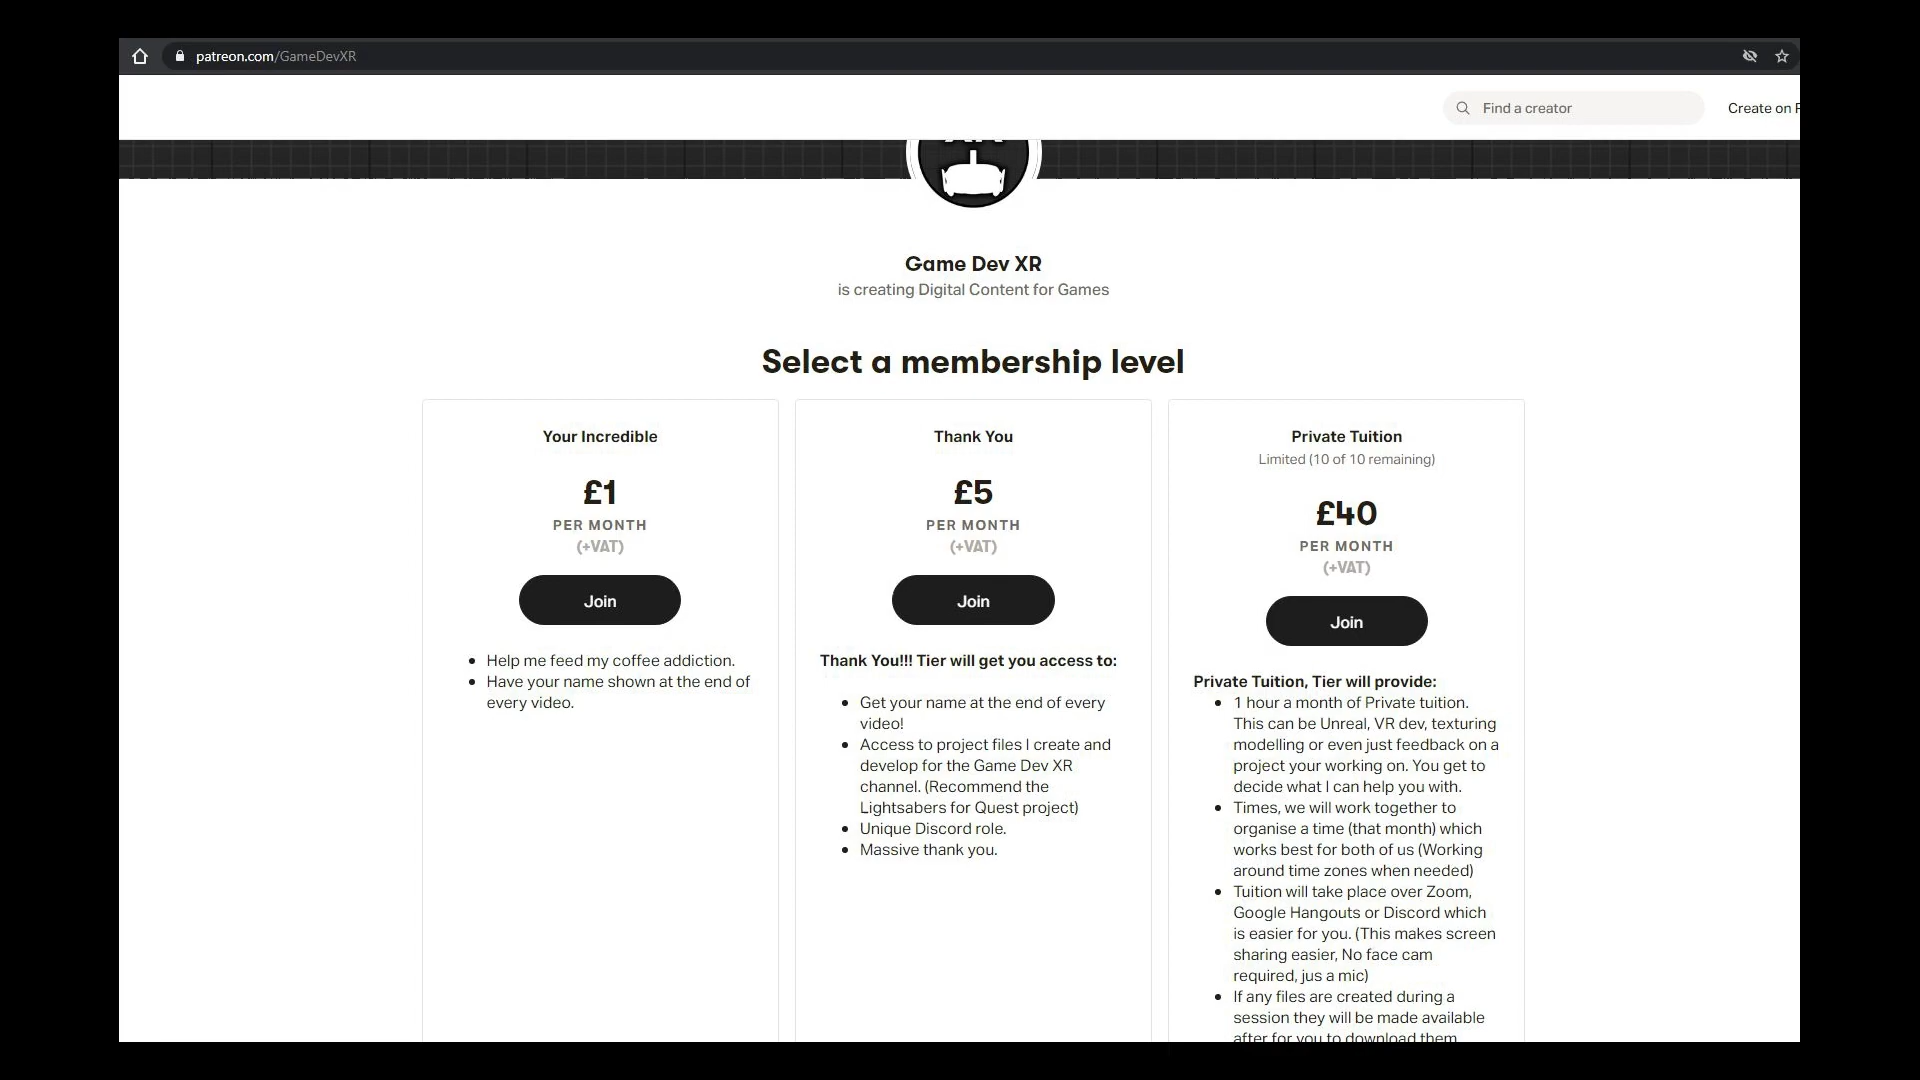 patreon.com/GameDevXR
Find a creator
Create on
Game Dev XR
is creating Digital Content for Games
Select a membership level
Your Incredible
£1
PER MONTH
(+VAT)
Join
Help me feed my coffee addiction.
Have your name shown at the end of
every video.
Thank You
£5
PER MONTH
(+VAT)
Join
Thank You!!! Tier will get you access to:
Get your name at the end of every
video!
Access to project files I create and
develop for the Game Dev XR
channel. (Recommend the
Lightsabers for Quest project)
Unique Discord role.
Massive thank you.
Private Tuition
Limited (10 of 10 remaining)
£40
PER MONTH
(+VAT)
Join
Private Tuition, Tier will provide:
1 hour a month of Private tuition.
This can be Unreal, VR dev, texturing
modelling or even just feedback on a
project your working on. You get to
decide what I can help you with.
Times, we will work together to
organise a time (that month) which
works best for both of us (Working
around time zones when needed)
Tuition will take place over Zoom,
Google Hangouts or Discord which
is easier for you. (This makes screen
sharing easier, No face cam
required, jus a mic)
If any files are created during a
session they will be made available
after for you to download them